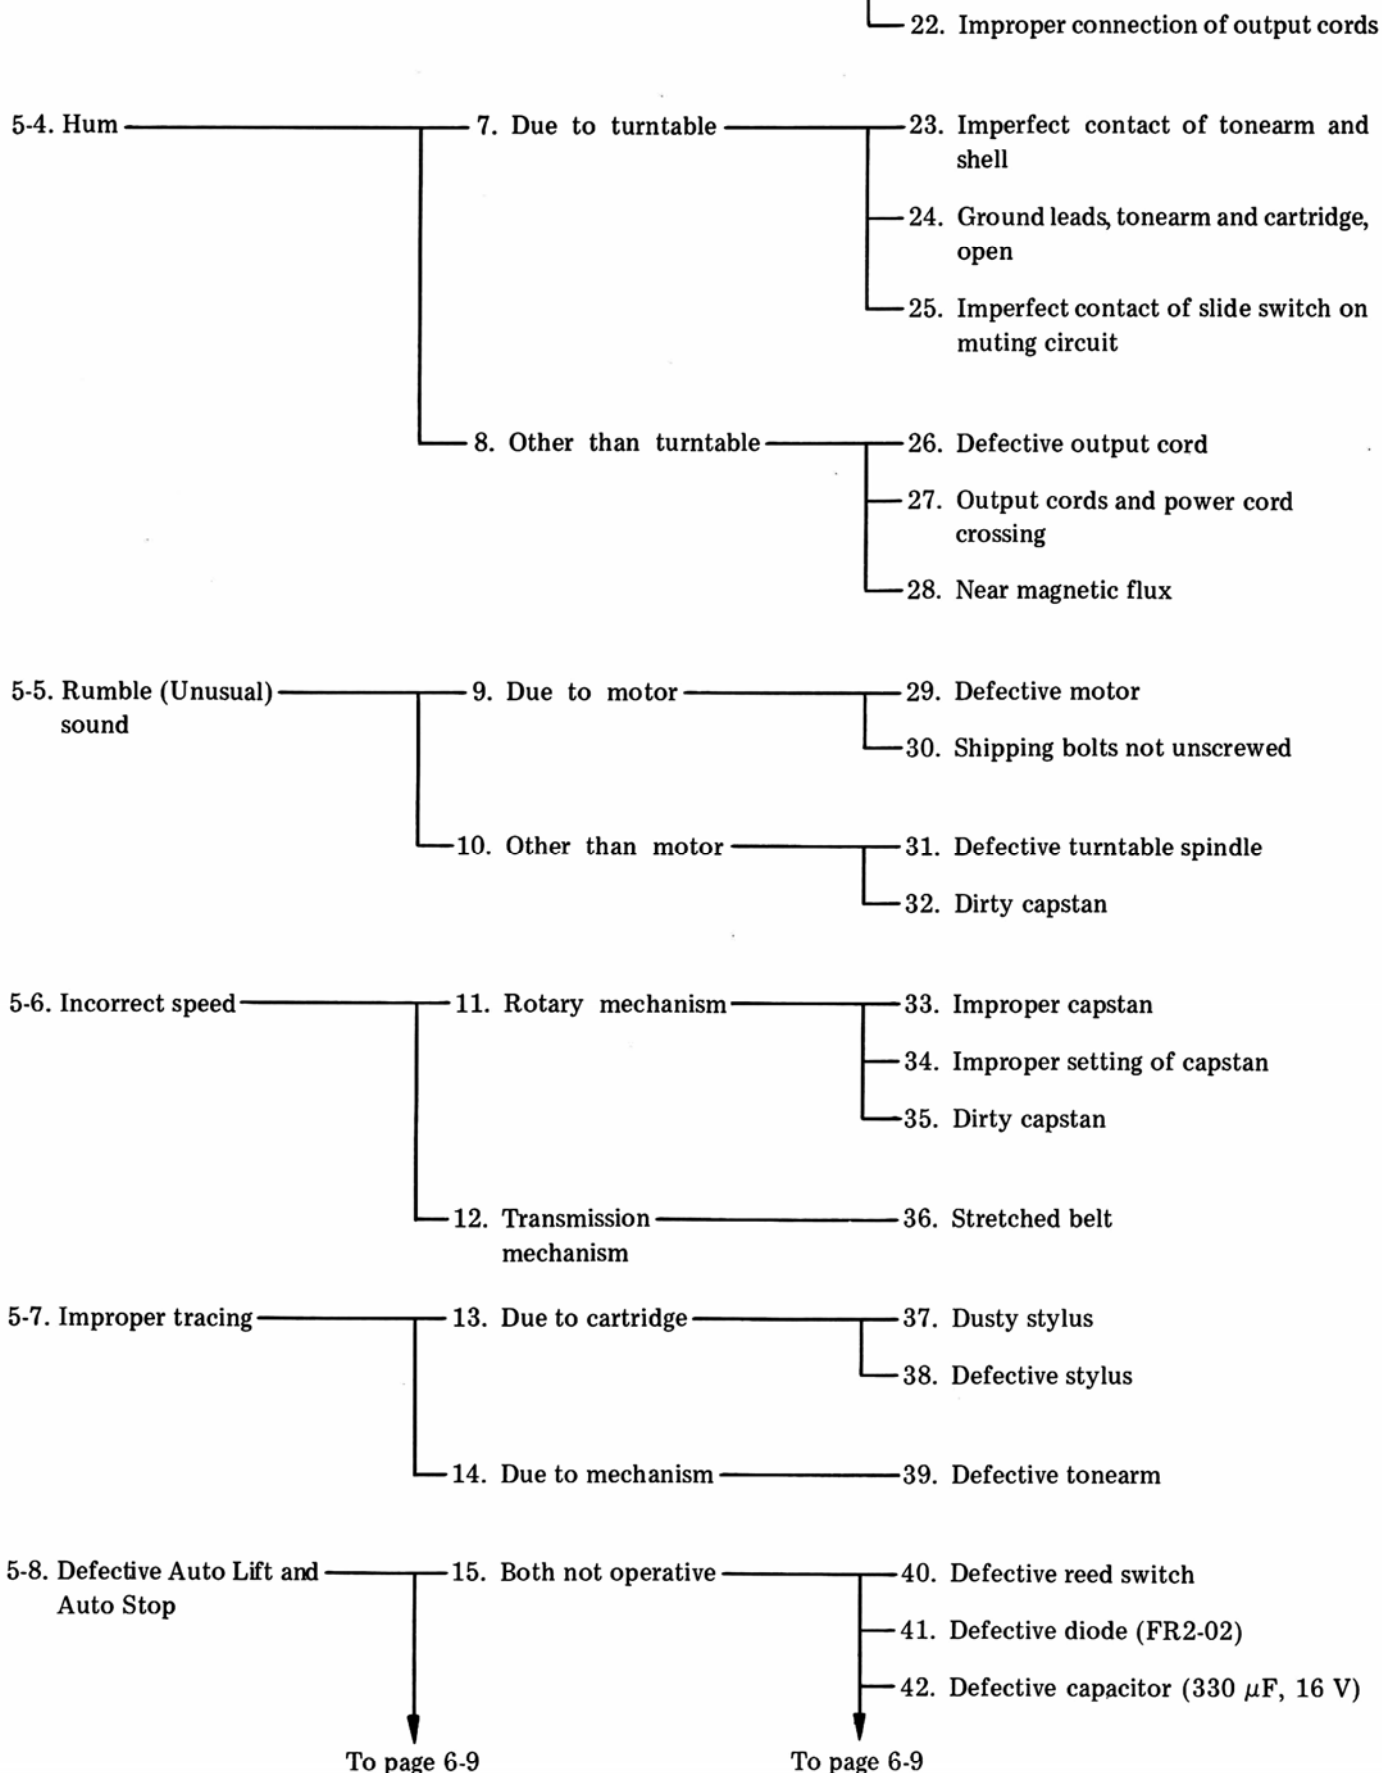 22. Improper connection of output cords
5-4. Hum
7. Due to turntable
23. Imperfect contact of tonearm and
shell
24. Ground leads, tonearm and cartridge,
open
25. Imperfect contact of slide switch on
muting circuit
8. Other than turntable
26. Defective output cord
27. Output cords and power cord
crossing
28. Near magnetic flux
5-5. Rumble (Unusual)
sound
9. Due to motor
29. Defective motor
30. Shipping bolts not unscrewed
10. Other than motor
31. Defective turntable spindle
32. Dirty capstan
5-6. Incorrect speed
11. Rotary mechanism
33. Improper capstan
34. Improper setting of capstan
35. Dirty capstan
12. Transmission
mechanism
36. Stretched belt
5-7. Improper tracing
13. Due to cartridge
37. Dusty stylus
38. Defective stylus
14. Due to mechanism
39. Defective tonearm
5-8. Defective Auto Lift and
Auto Stop
15. Both not operative
40. Defective reed switch
41. Defective diode (FR2-02)
42. Defective capacitor (330 μF, 16 V)
To page 6-9
To page 6-9